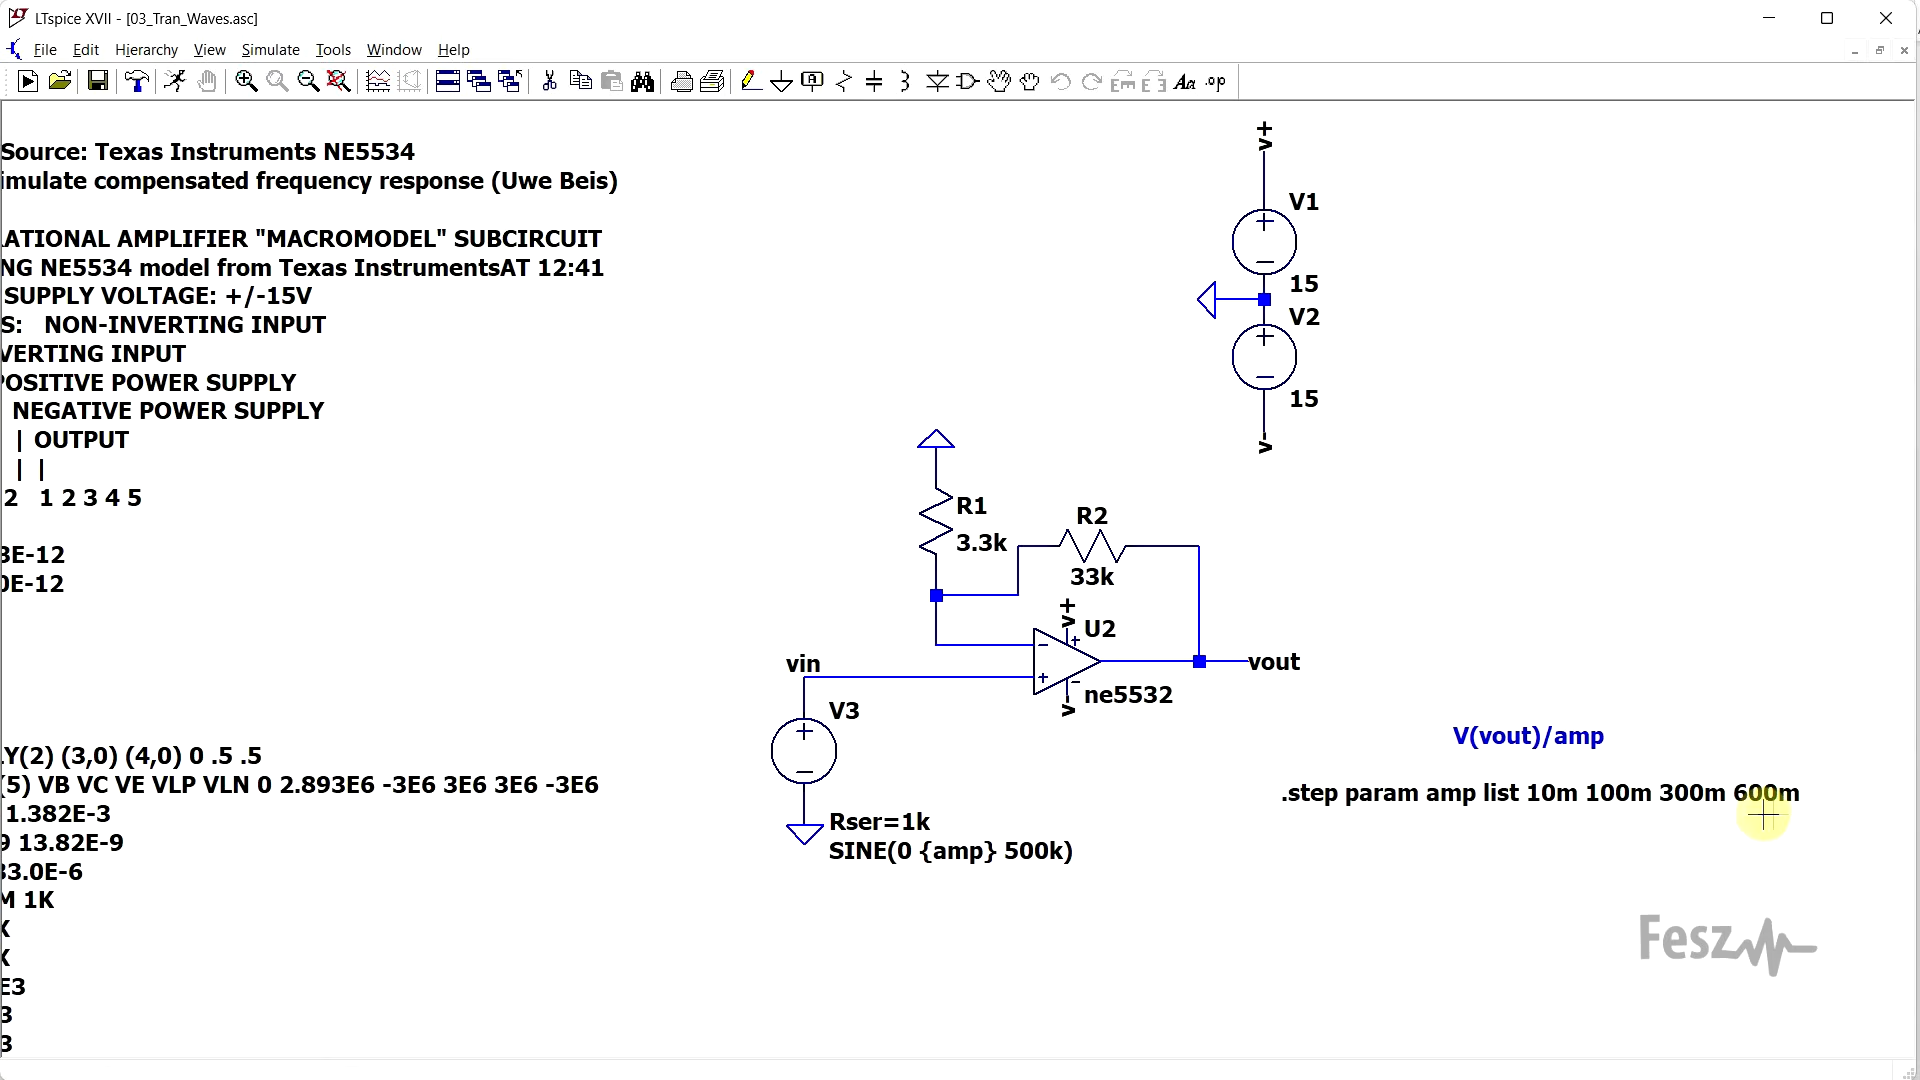 LTspice XVII - [03_Tran_Waves.asc]
File Edit Hierarchy View Simulate Tools Window Help
Source: Texas Instruments NE5534
imulate compensated frequency response (Uwe Beis)
ATIONAL AMPLIFIER "MACROMODEL" SUBCIRCUIT
NG NE5534 model from Texas InstrumentsAT 12:41
SUPPLY VOLTAGE: +/-15V
S: NON-INVERTING INPUT
VERTING INPUT
POSITIVE POWER SUPPLY
NEGATIVE POWER SUPPLY
| OUTPUT
| |
2 1 2 3 4 5
3E-12
0E-12
Y(2) (3,0) (4,0) 0 .5 .5
(5) VB VC VE VLP VLN 0 2.893E6 -3E6 3E6 3E6 -3E6
1.382E-3
9 13.82E-9
33.0E-6
M 1K
X
X
E3
3
3
v+
V1
15
V2
15
v-
R1
3.3k
R2
33k
v+
U2
vout
v-
ne5532
vin
V3
Rser=1k
SINE(0 {amp} 500k)
V(vout)/amp
.step param amp list 10m 100m 300m 600m
Fesz